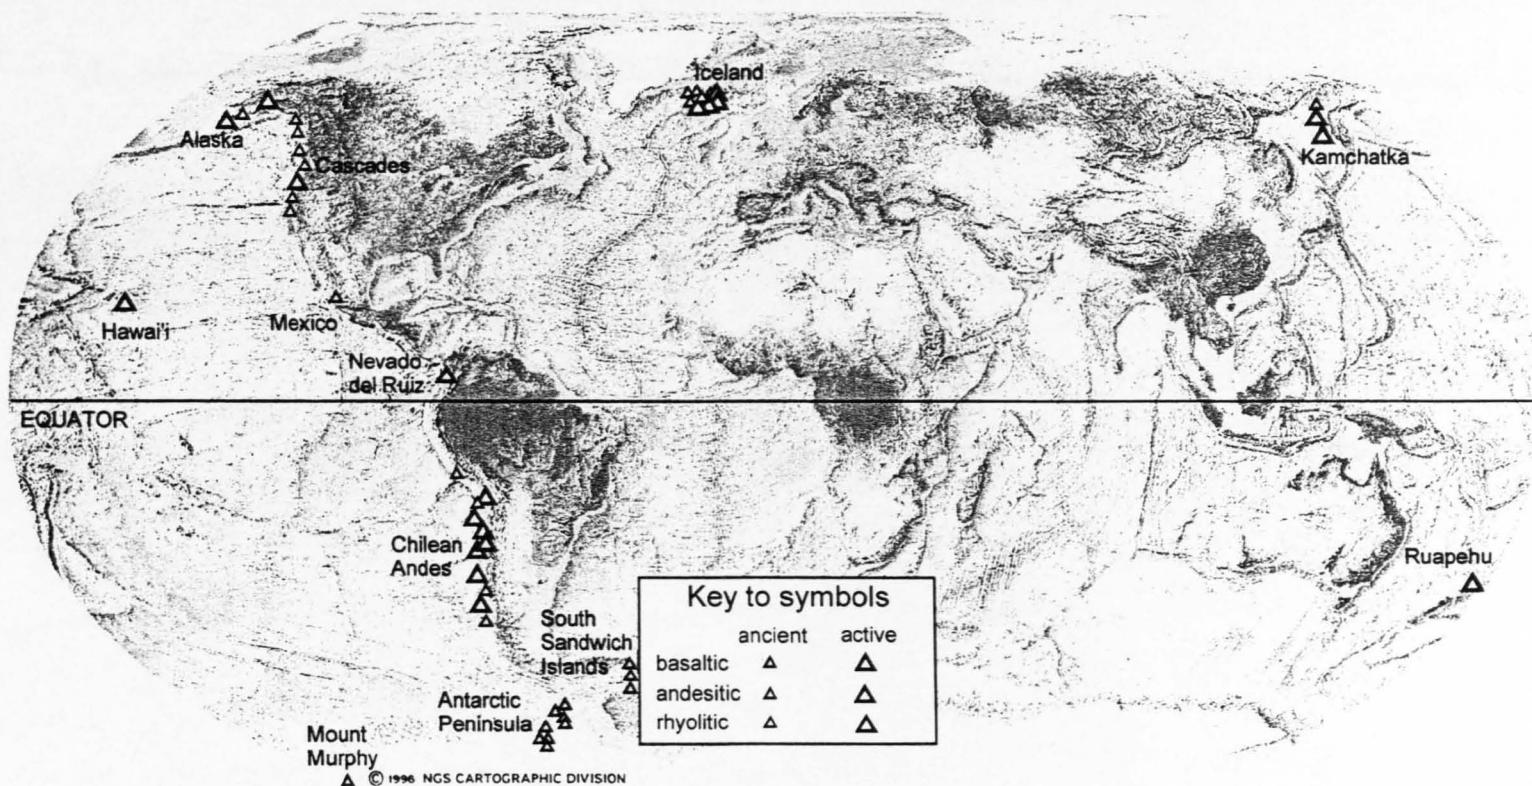 Iceland
Alaska
Cascades
Kamchatka
Hawai'i
Mexico
Nevado
del Ruiz
EQUATOR
Chilean
Andes
Ruapehu
South
Sandwich
Islands
Antarctic
Peninsula
Mount
Murphy
Key to symbols
ancient active
basaltic
andesitic
rhyolitic
© 1996 NGS CARTOGRAPHIC DIVISION